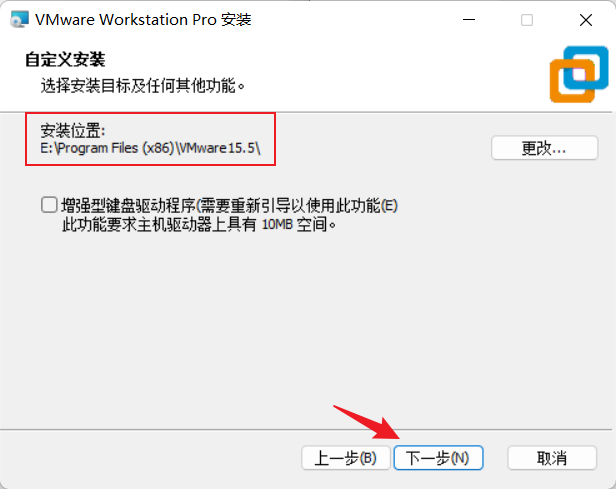 VMware Workstation Pro 安装
自定义安装
选择安装目标及任何其他功能。
安装位置:
E:\Program Files (x86)\VMware15.5\
更改...
增强型键盘驱动程序(需要重新引导以使用此功能(E)
此功能要求主机驱动器上具有 10MB 空间。
上一步(B)
下一步(N)
取消